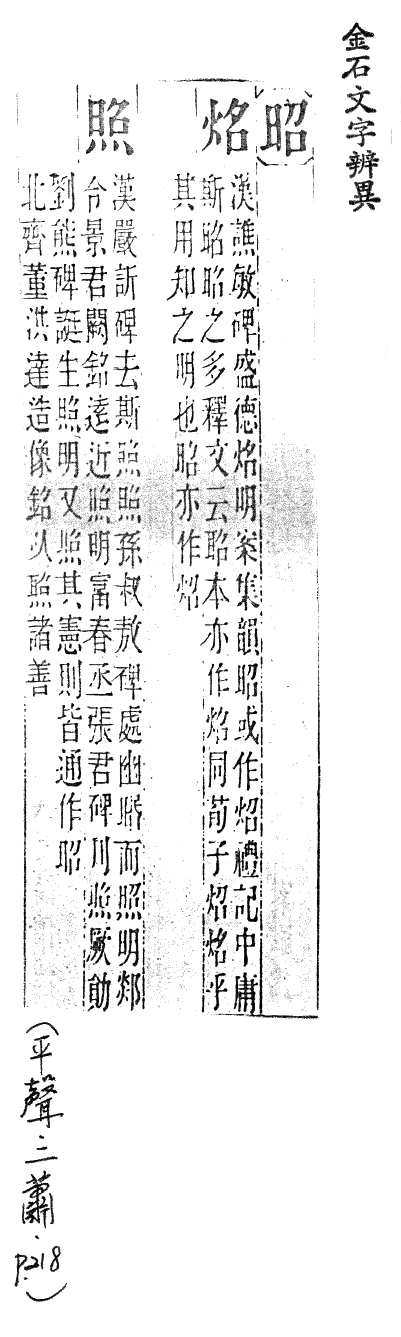 金石文字辨異
昭
炤
漢譙敏碑盛德炤明案集韻昭或作炤禮記中庸
斯昭昭之多釋文云昭本亦作炤同荀子炤炤乎
其用知之明也昭亦作炤
照
漢嚴訢碑去斯照照孫叔敖碑處幽㬇而照明郯
令景君闕銘逺近照明富春丞張君碑川照厥勛
劉熊碑誕生照明又照其憲則皆通作昭
北齊董洪達造像銘以照諸善
(平聲.二蕭.p.218)